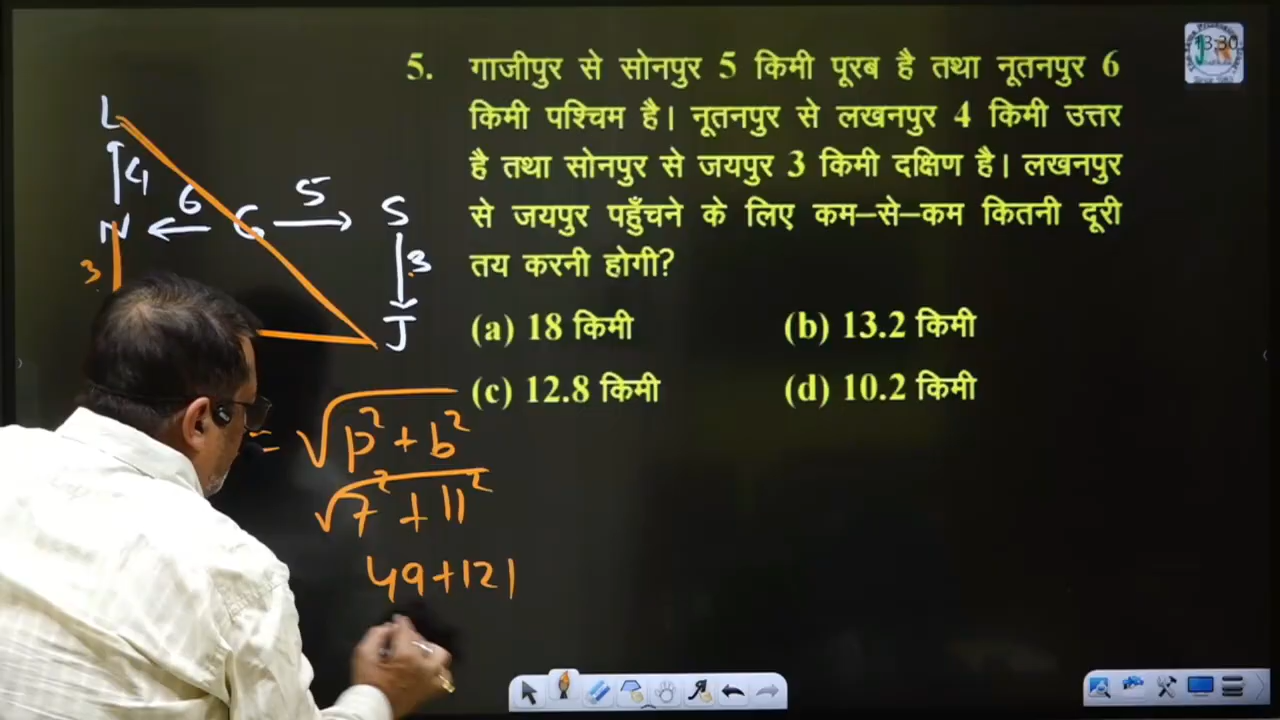 13:30
5. गाजीपुर से सोनपुर 5 किमी पूरब है तथा नूतनपुर 6
किमी पश्चिम है। नूतनपुर से लखनपुर 4 किमी उत्तर
है तथा सोनपुर से जयपुर 3 किमी दक्षिण है। लखनपुर
से जयपुर पहुँचने के लिए कम-से-कम कितनी दूरी
तय करनी होगी?
(a) 18 किमी (b) 13.2 किमी
(c) 12.8 किमी (d) 10.2 किमी
L
4
6 5
N G S
3 3
J
= √p² + b²
√7² + 11²
49+121